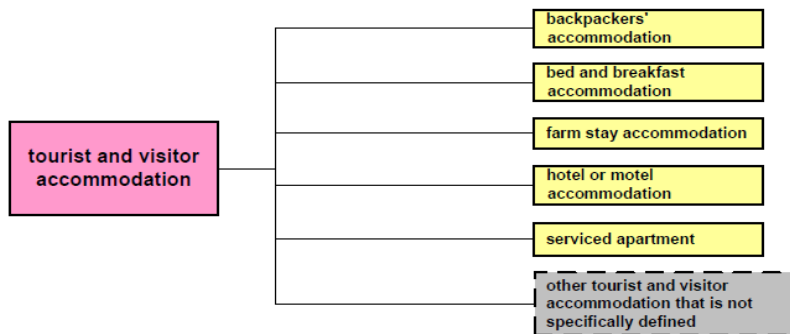 backpackers'
accommodation
bed and breakfast
accommodation
farm stay accommodation
tourist and visitor
accommodation
hotel or motel
accommodation
serviced apartment
other tourist and visitor
accommodation that is not
specifically defined